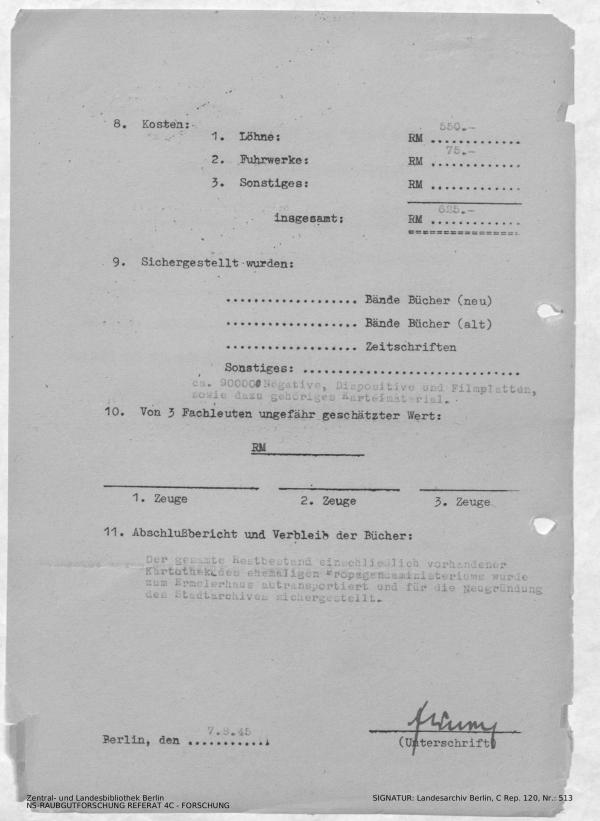 8. Kosten:
550.-
1. Löhne: RM .............
75.-
2. Fuhrwerke: RM .............
3. Sonstiges: RM .............
625.-
insgesamt: RM .............
9. Sichergestellt wurden:
................... Bände Bücher (neu)
................... Bände Bücher (alt)
................... Zeitschriften
Sonstiges: ...............................
ca. 900000 Negative, Diapositive und Filmplatten,
sowie dazu gehöriges Karteimaterial.
10. Von 3 Fachleuten ungefähr geschätzter Wert:
RM
1. Zeuge 2. Zeuge 3. Zeuge
11. Abschlußbericht und Verbleib der Bücher:
Der gesamte Restbestand einschließlich vorhandener
Kartothek des ehemaligen Propagandaministeriums wurde
zum Ermelerhaus abtransportiert und für die Neugründung
des Stadtarchives sichergestellt.
7.8.45
Berlin, den ............
(Unterschrift)
Zentral- und Landesbibliothek Berlin
NS-RAUBGUTFORSCHUNG REFERAT 4C - FORSCHUNG
SIGNATUR: Landesarchiv Berlin, C Rep. 120, Nr.: 513